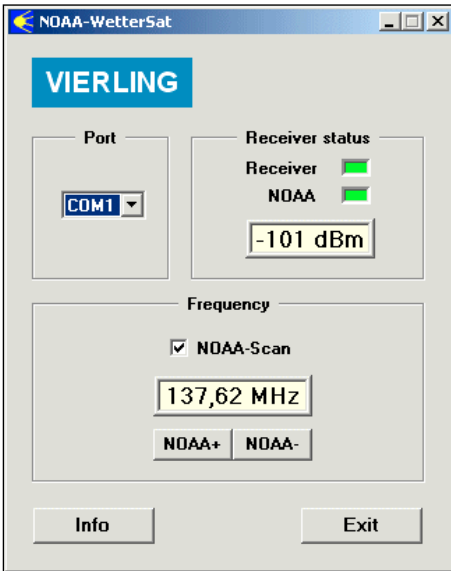 NOAA-WetterSat
VIERLING
Port
COM1
Receiver status
Receiver
NOAA
-101 dBm
Frequency
NOAA-Scan
137,62 MHz
NOAA+ NOAA-
Info Exit